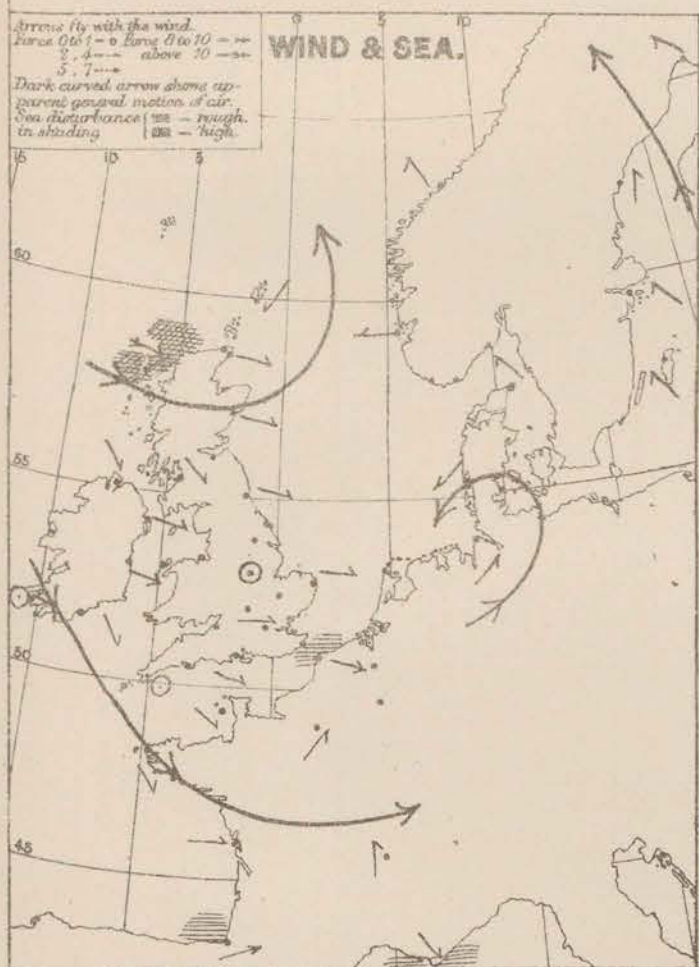 0 5 10
WIND & SEA.
Arrows fly with the wind.
Force 0 to 1 – o Force 8 to 10 –
2 „ 4 – above 10 –
5 „ 7 –
Dark curved arrow shows ap-
parent general motion of air.
Sea disturbance – rough.
in shading – high.
15 10 5
60
55
50
45